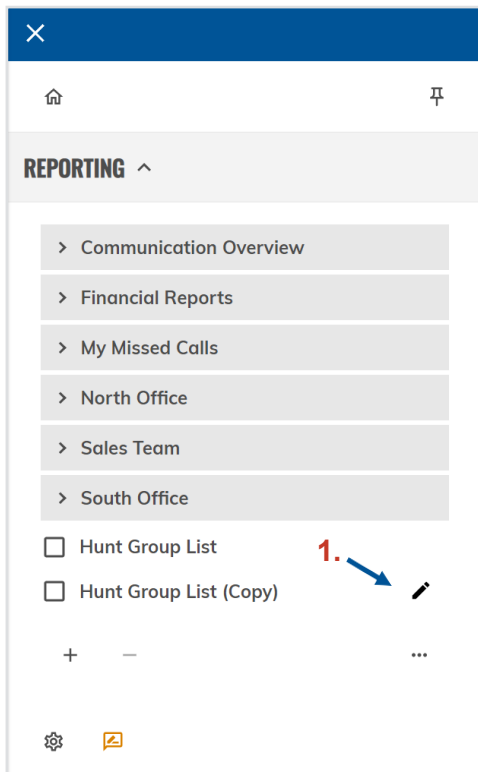 REPORTING
Communication Overview
Financial Reports
My Missed Calls
North Office
Sales Team
South Office
Hunt Group List
1.
Hunt Group List (Copy)